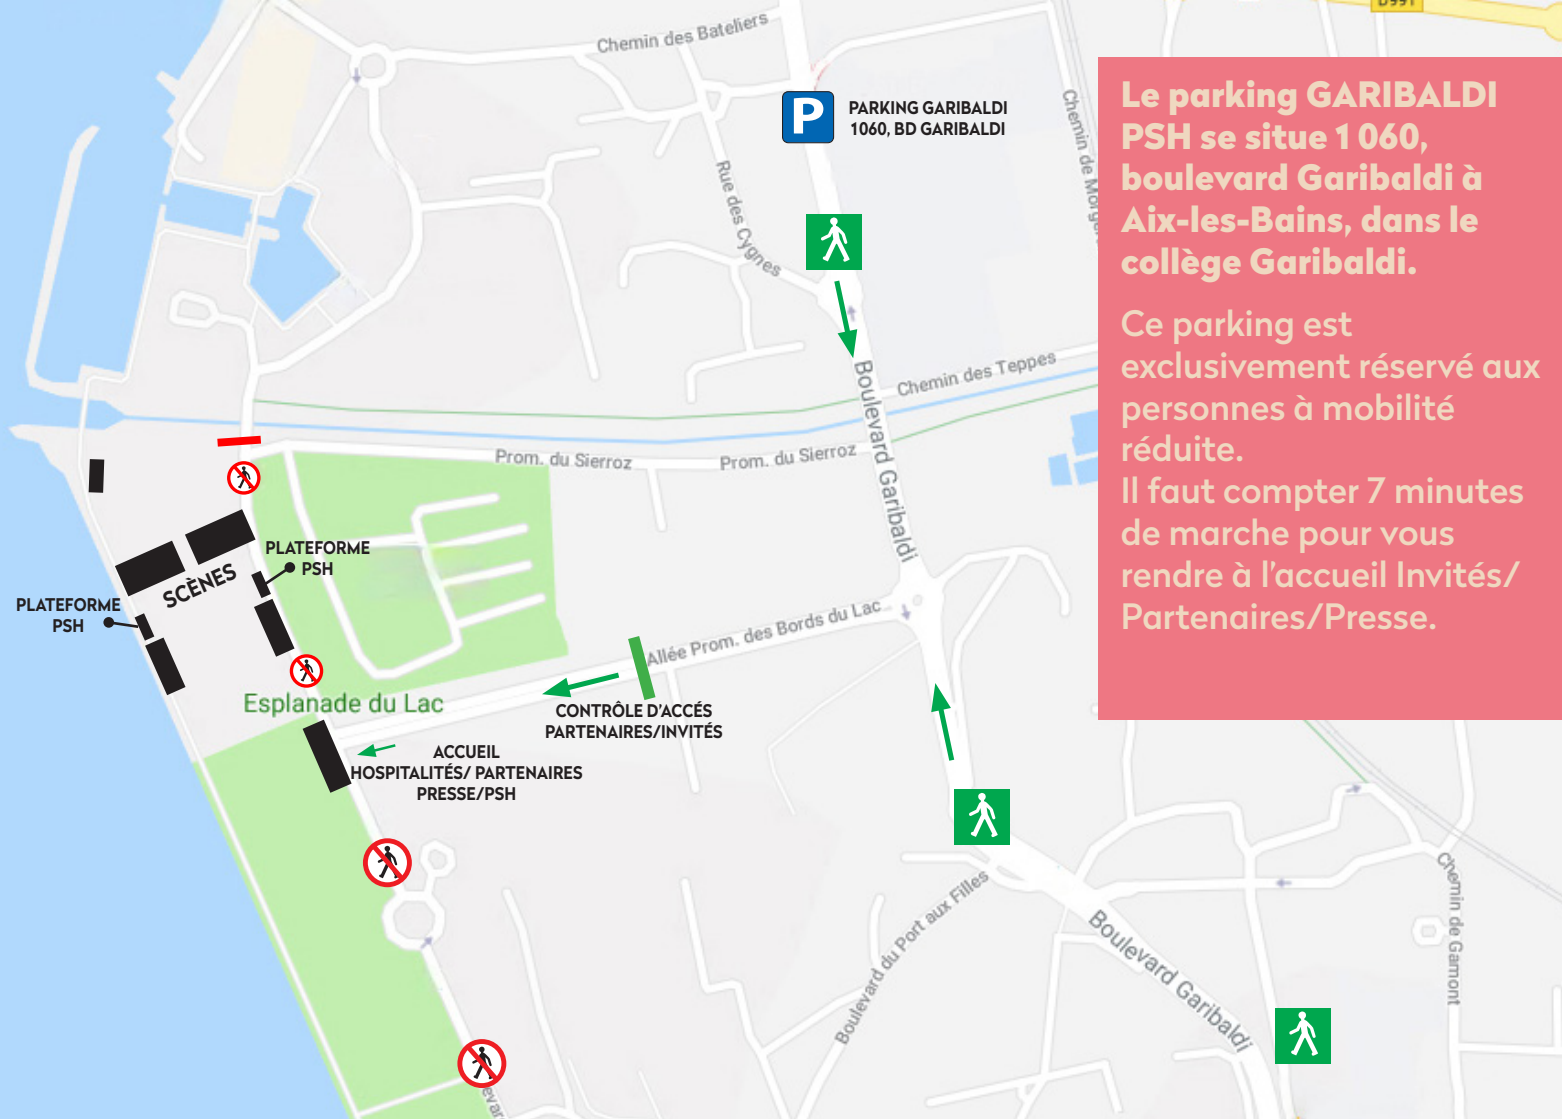 D991
Chemin des Bateliers
P
PARKING GARIBALDI
1060, BD GARIBALDI
Le parking GARIBALDI
PSH se situe 1 060,
boulevard Garibaldi à
Aix-les-Bains, dans le
collège Garibaldi.
Ce parking est
exclusivement réservé aux
personnes à mobilité
réduite.
Il faut compter 7 minutes
de marche pour vous
rendre à l'accueil Invités/
Partenaires/Presse.
Chemin de
Rue des Cygnes
Chemin des Teppes
Boulevard Garibaldi
Prom. du Sierroz
Prom. du Sierroz
PLATEFORME
PSH
SCÈNES
PLATEFORME
PSH
Allée Prom. des Bords du Lac
Esplanade du Lac
CONTRÔLE D'ACCÉS
PARTENAIRES/INVITÉS
ACCUEIL
HOSPITALITÉS/ PARTENAIRES
PRESSE/PSH
Boulevard du Port aux Filles
Boulevard Garibaldi
Chemin de Gamont